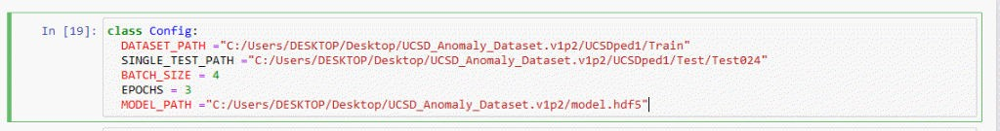 In [19]: class Config:
DATASET_PATH ="C:/Users/DESKTOP/Desktop/UCSD_Anomaly_Dataset.v1p2/UCSDped1/Train"
SINGLE_TEST_PATH ="C:/Users/DESKTOP/Desktop/UCSD_Anomaly_Dataset.v1p2/UCSDped1/Test/Test024"
BATCH_SIZE = 4
EPOCHS = 3
MODEL_PATH ="C:/Users/DESKTOP/Desktop/UCSD_Anomaly_Dataset.v1p2/model.hdf5"